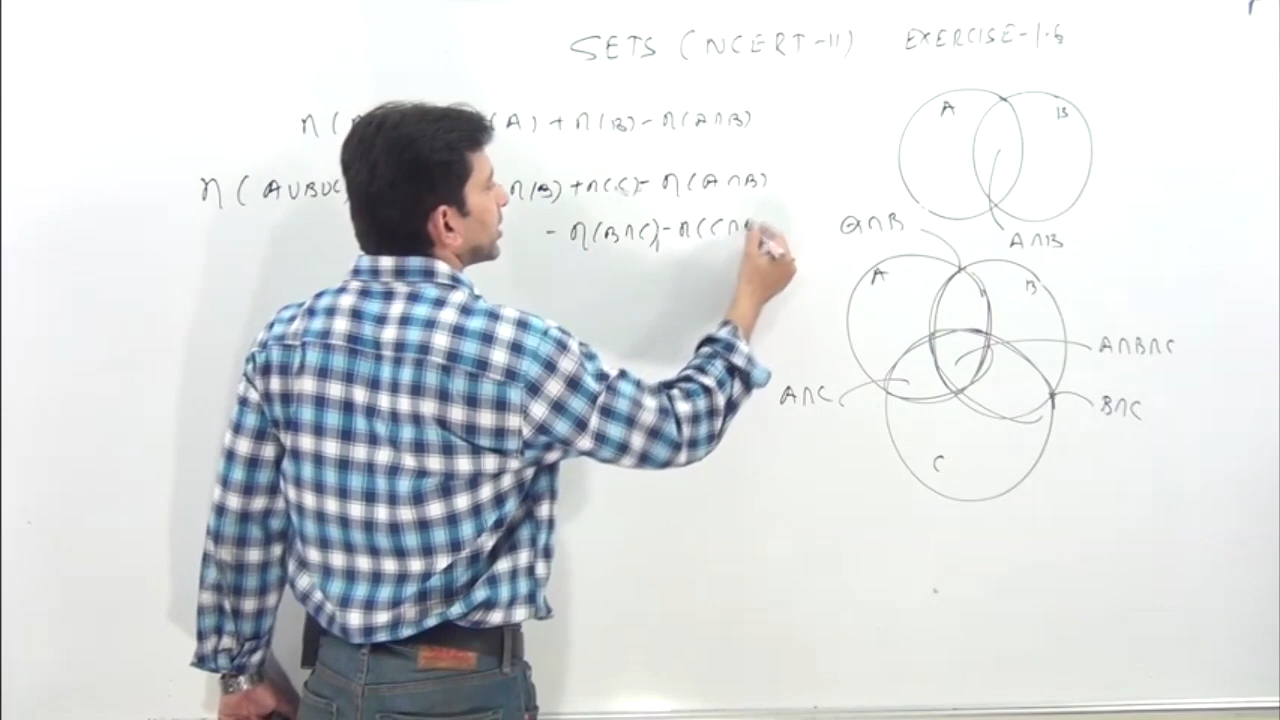 SETS (NCERT-11) EXERCISE-1.6
n( (A) + n(B) - n(A∩B)
n( A∪B∪C) n(B) + n(C) - n(A∩B)
- n(B∩C) - n(C∩
A B
A∩B
A∩B
A B
A∩B∩C
A∩C
B∩C
C